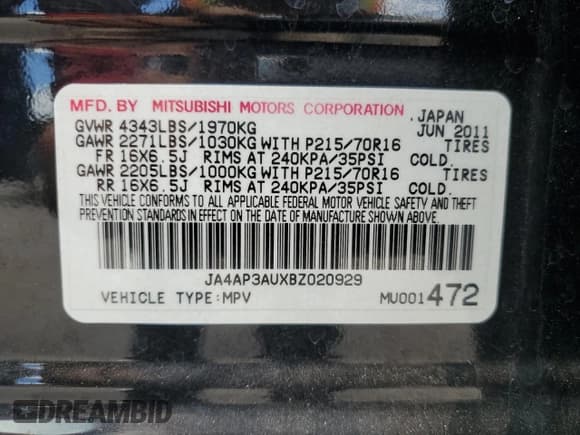 MFD. BY MITSUBISHI MOTORS CORPORATION . JAPAN
GVWR 4343LBS/1970KG JUN 2011
GAWR 2271LBS/1030KG WITH P215/70R16 TIRES
FR 16X6.5J RIMS AT 240KPA/35PSI COLD.
GAWR 2205LBS/1000KG WITH P215/70R16 TIRES
RR 16X6.5J RIMS AT 240KPA/35PSI COLD.
THIS VEHICLE CONFORMS TO ALL APPLICABLE FEDERAL MOTOR VEHICLE SAFETY AND THEFT
PREVENTION STANDARDS IN EFFECT ON THE DATE OF MANUFACTURE SHOWN ABOVE.
JA4AP3AUXBZ020929
VEHICLE TYPE:MPV MU001472
DREAMBID